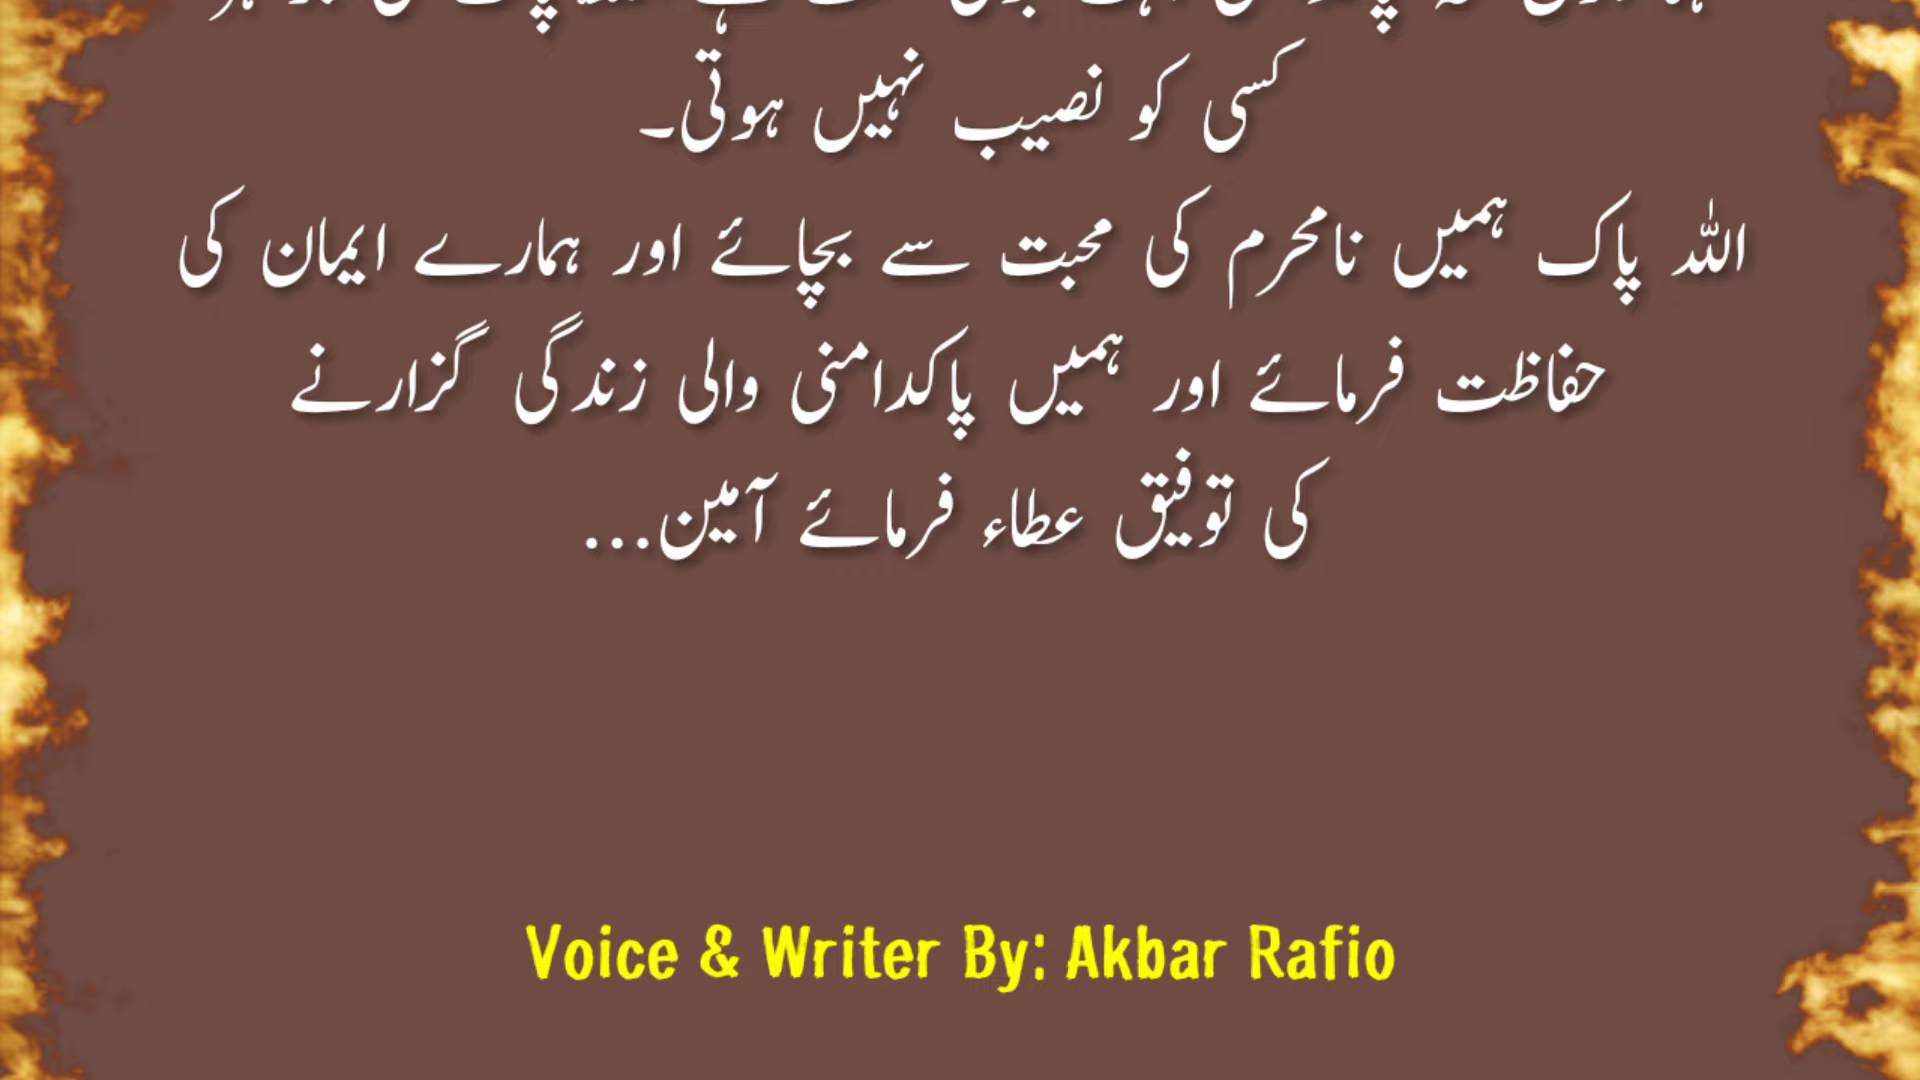 کسی کو نصیب نہیں ہوتی۔
اللہ پاک ہمیں نامحرم کی محبت سے بچائے اور ہمارے ایمان کی
حفاظت فرمائے اور ہمیں پاکدامنی والی زندگی گزارنے
کی توفیق عطاء فرمائے آمین...
Voice & Writer By: Akbar Rafio